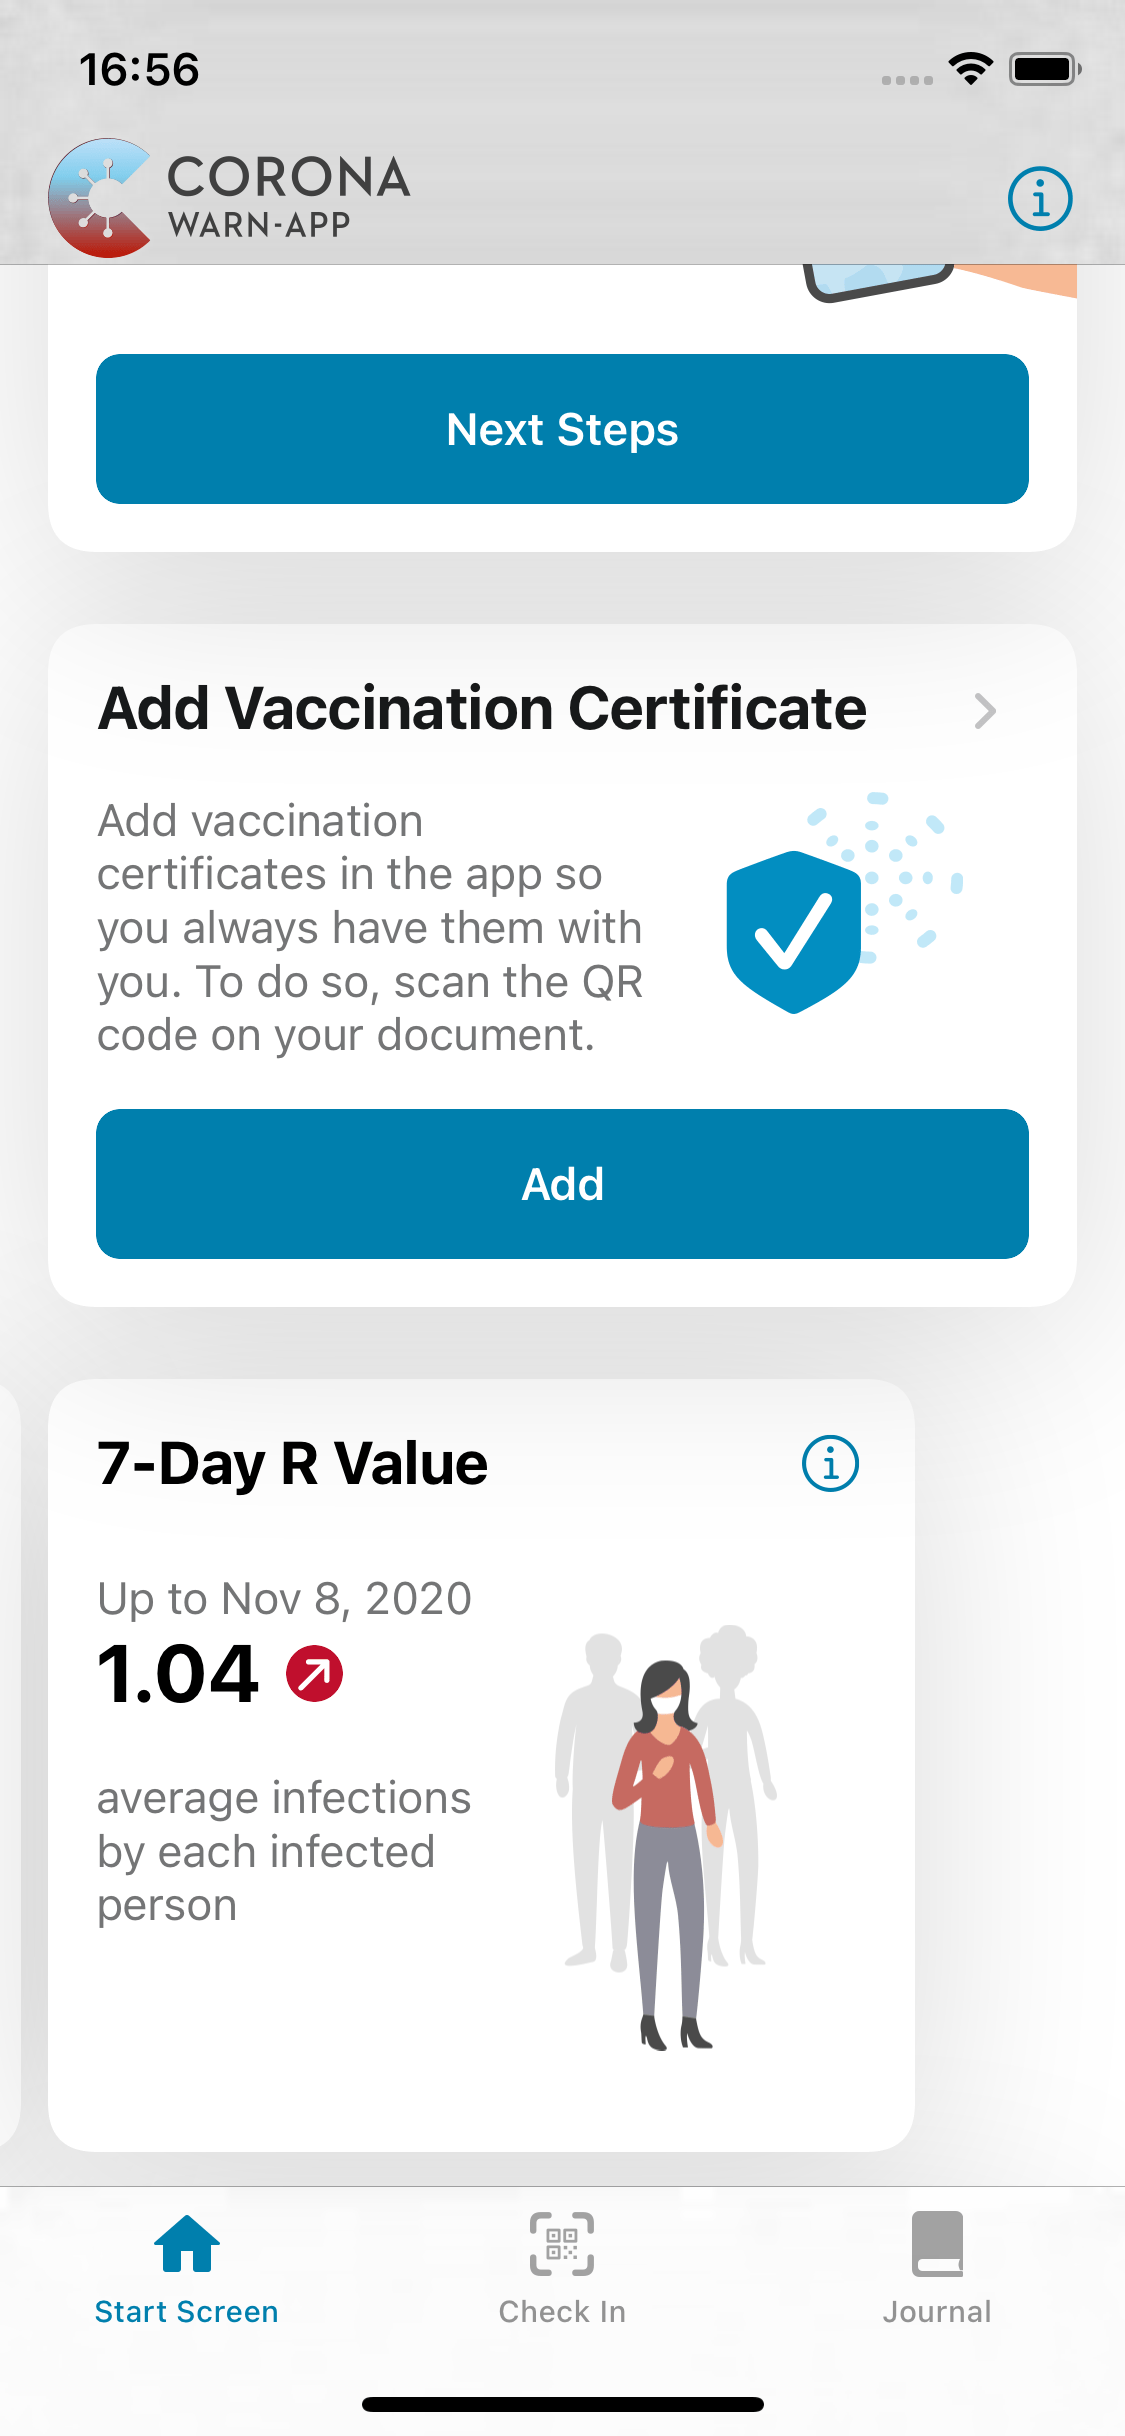 16:56
CORONA
WARN-APP
Next Steps
Add Vaccination Certificate
Add vaccination
certificates in the app so
you always have them with
you. To do so, scan the QR
code on your document.
Add
7-Day R Value
Up to Nov 8, 2020
1.04
average infections
by each infected
person
Start Screen
Check In
Journal